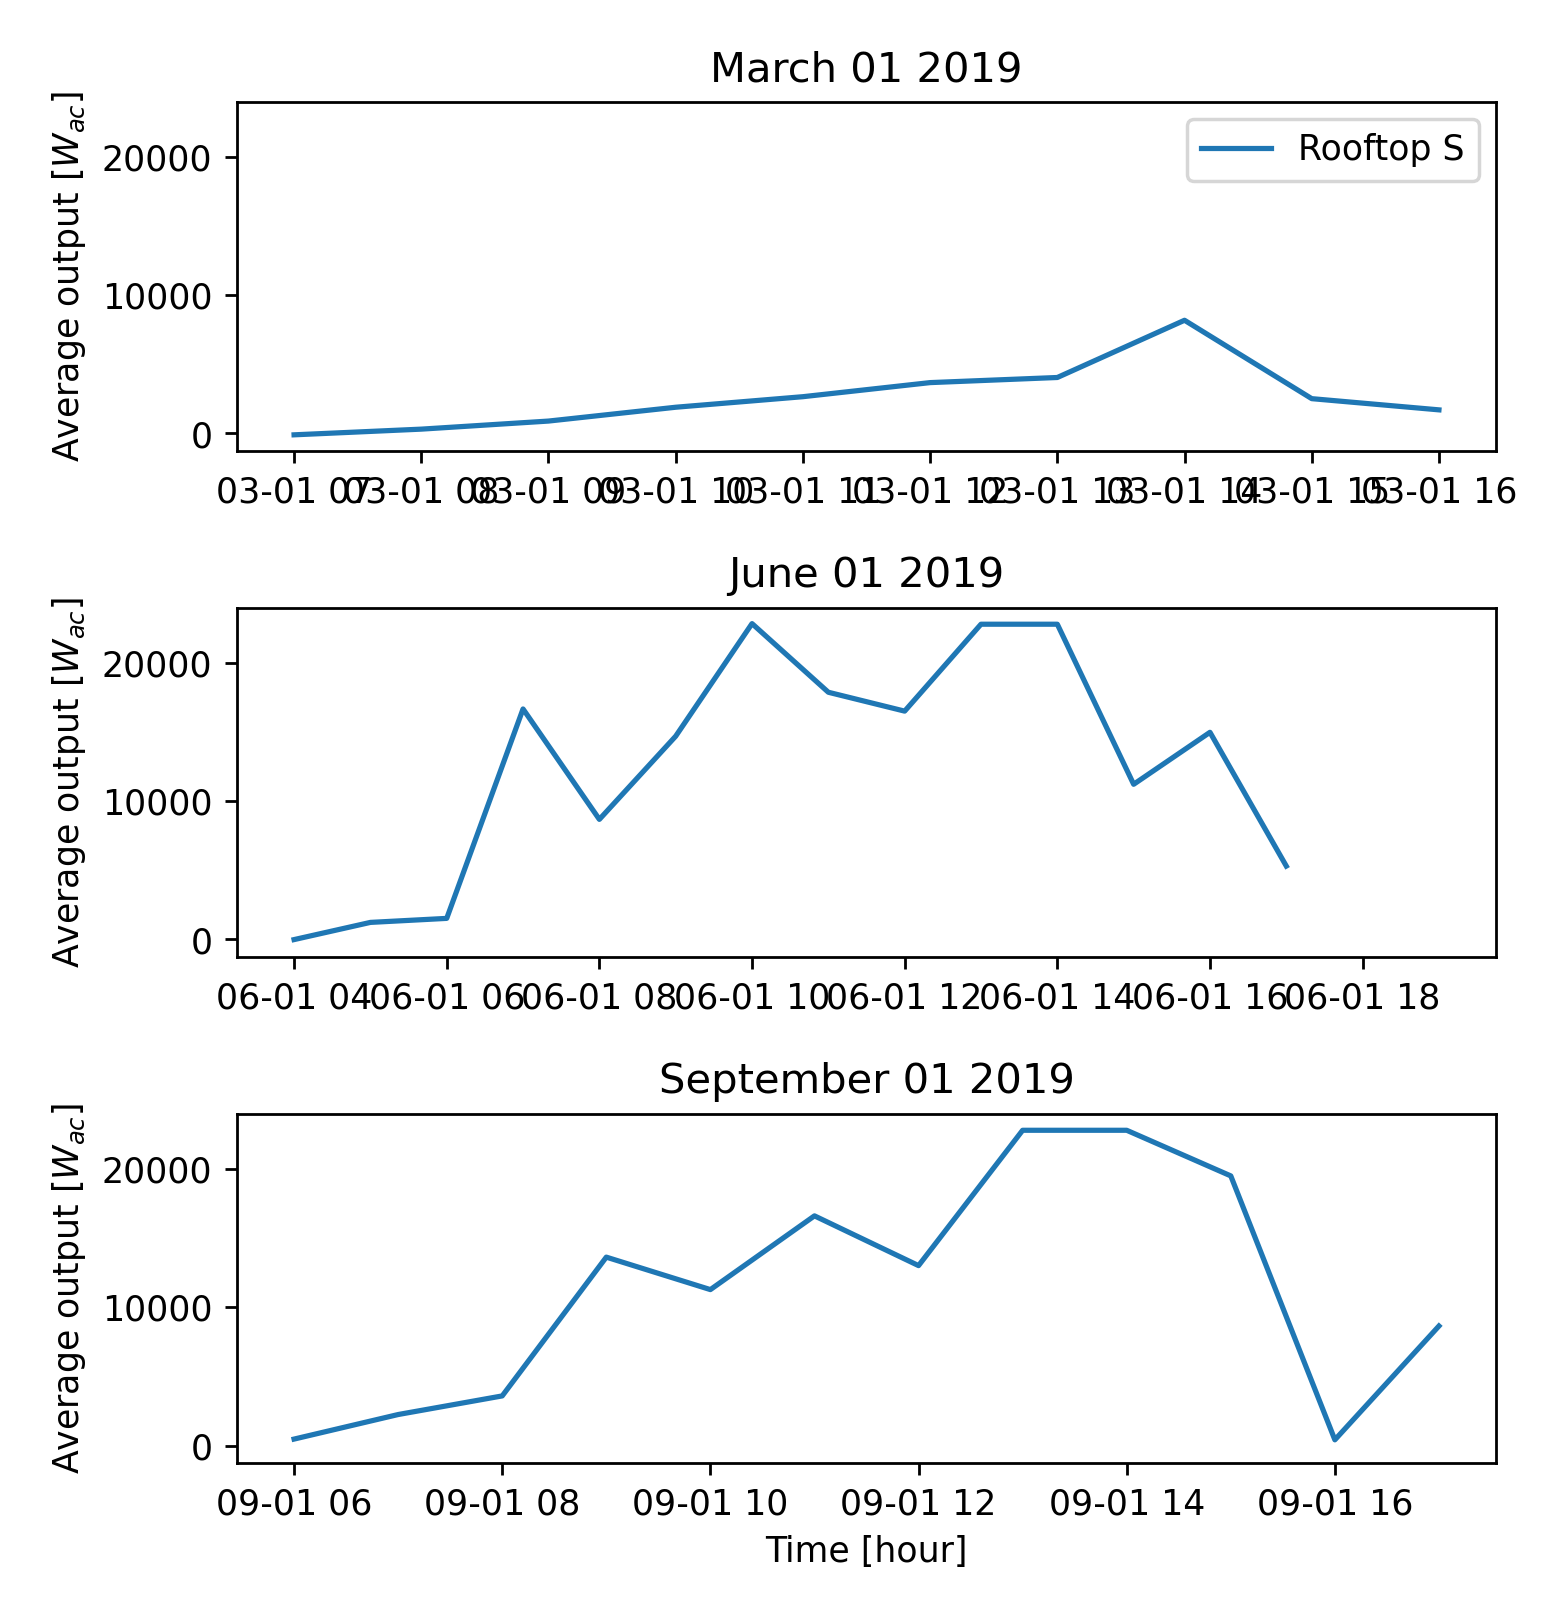 March 01 2019
Average output [W_ac]
20000
10000
0
Rooftop S
03-01 07 03-01 08 03-01 09 03-01 10 03-01 11 03-01 12 03-01 13 03-01 14 03-01 15 03-01 16
June 01 2019
Average output [W_ac]
20000
10000
0
06-01 04 06-01 06 06-01 08 06-01 10 06-01 12 06-01 14 06-01 16 06-01 18
September 01 2019
Average output [W_ac]
20000
10000
0
09-01 06 09-01 08 09-01 10 09-01 12 09-01 14 09-01 16
Time [hour]